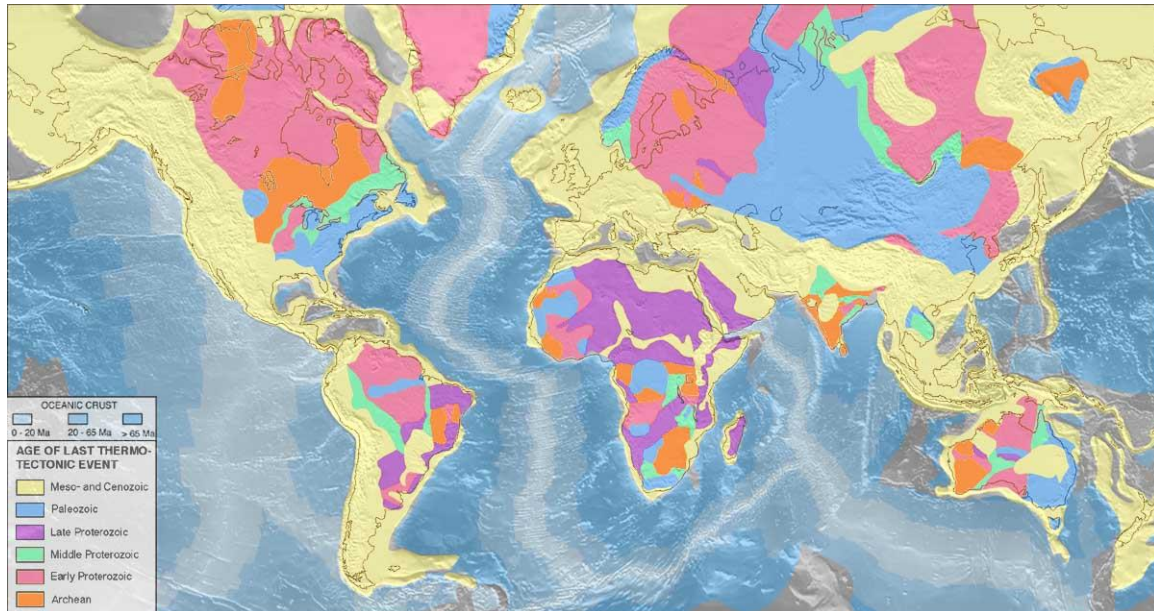 OCEANIC CRUST
0 - 20 Ma 20 - 65 Ma > 65 Ma
AGE OF LAST THERMO-
TECTONIC EVENT
Meso- and Cenozoic
Paleozoic
Late Proterozoic
Middle Proterozoic
Early Proterozoic
Archean